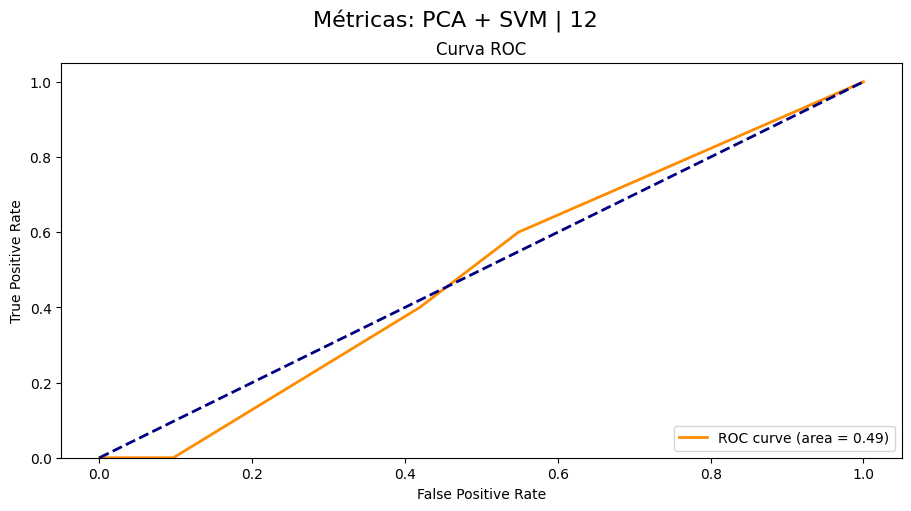 Métricas: PCA + SVM | 12
Curva ROC
True Positive Rate
1.0
0.8
0.6
0.4
0.2
0.0
0.0 0.2 0.4 0.6 0.8 1.0
False Positive Rate
ROC curve (area = 0.49)